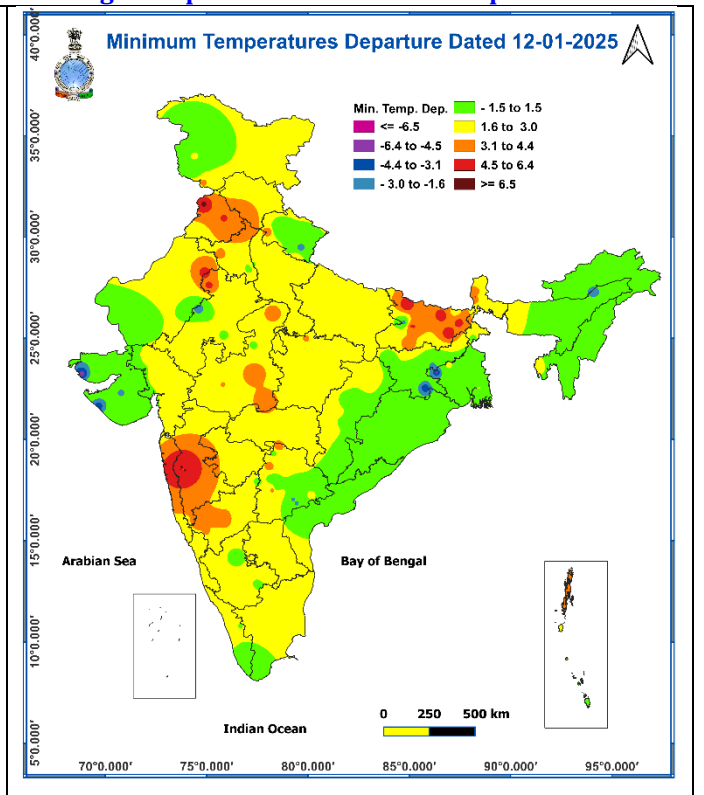 Minimum Temperatures Departure Dated 12-01-2025
Min. Temp. Dep.
<= -6.5
-6.4 to -4.5
-4.4 to -3.1
- 3.0 to -1.6
- 1.5 to 1.5
1.6 to 3.0
3.1 to 4.4
4.5 to 6.4
>= 6.5
40°0.000'
35°0.000'
30°0.000'
25°0.000'
20°0.000'
15°0.000'
10°0.000'
5°0.000'
Arabian Sea
Bay of Bengal
Indian Ocean
0 250 500 km
70°0.000' 75°0.000' 80°0.000' 85°0.000' 90°0.000' 95°0.000'